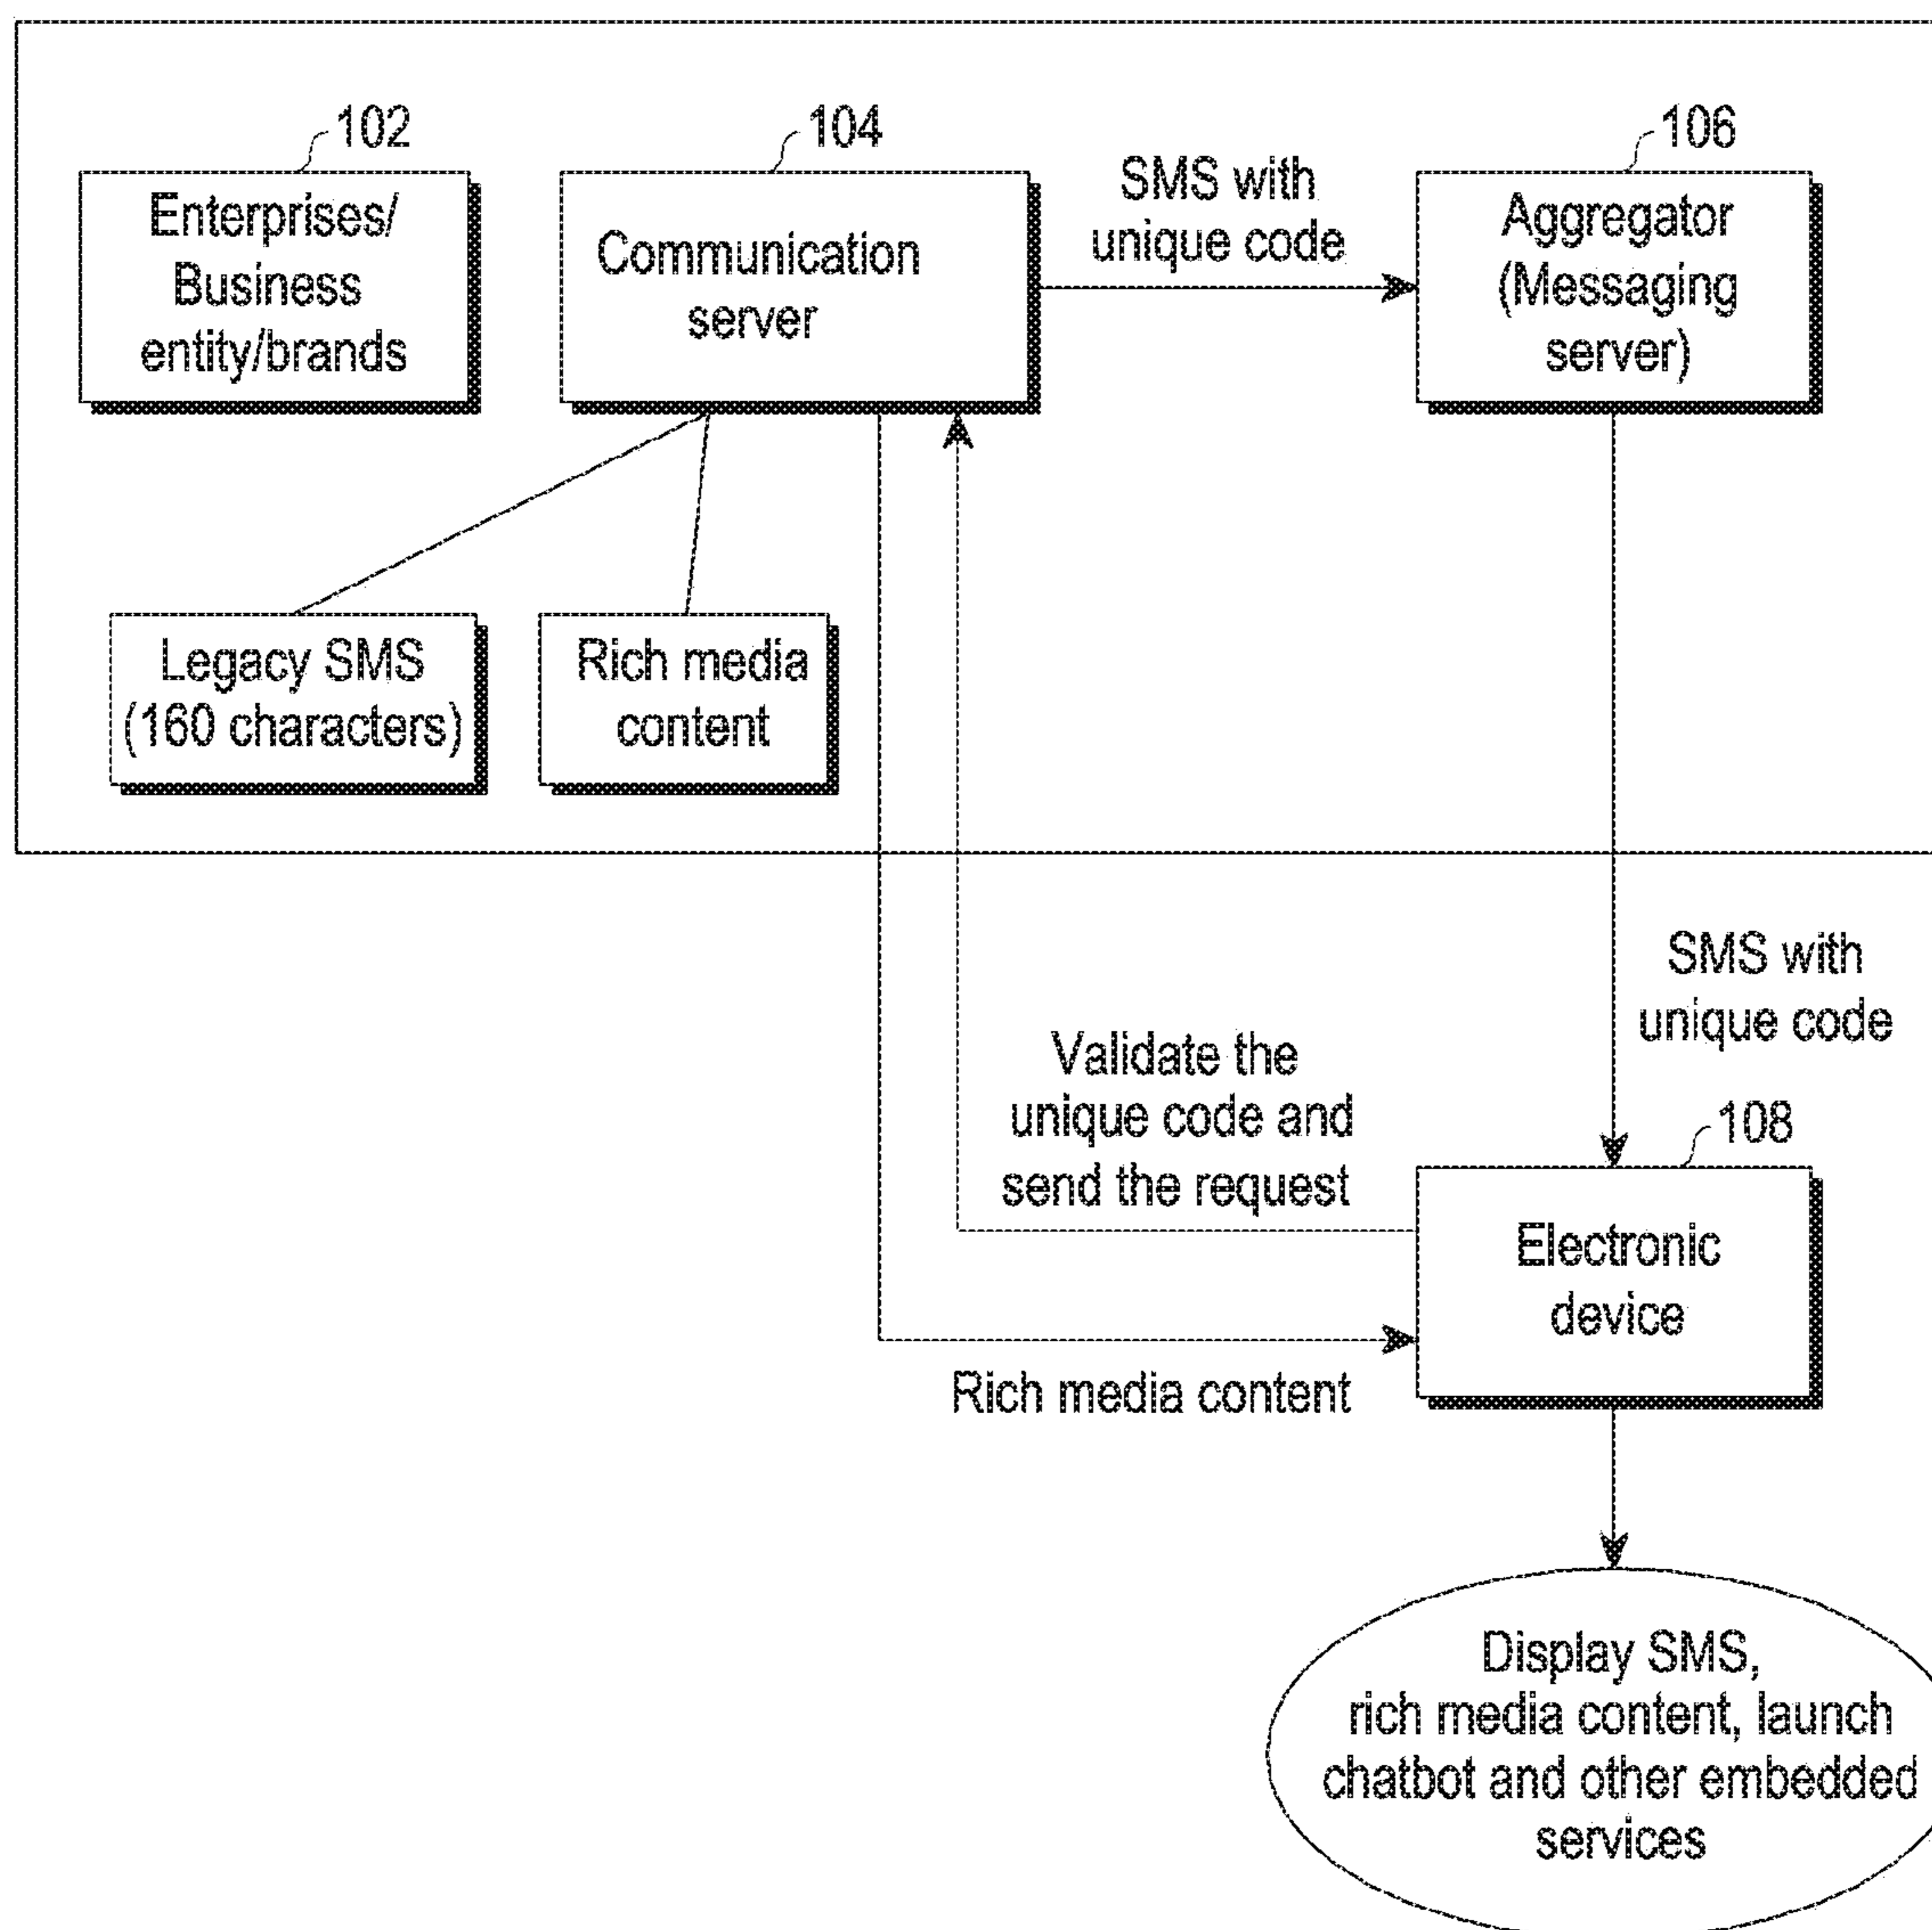 102
Enterprises/
Business
entity/brands
104
Communication
server
SMS with
unique code
106
Aggregator
(Messaging
server)
Legacy SMS
(160 characters)
Rich media
content
SMS with
unique code
Validate the
unique code and
send the request
108
Electronic
device
Rich media content
Display SMS,
rich media content, launch
chatbot and other embedded
services